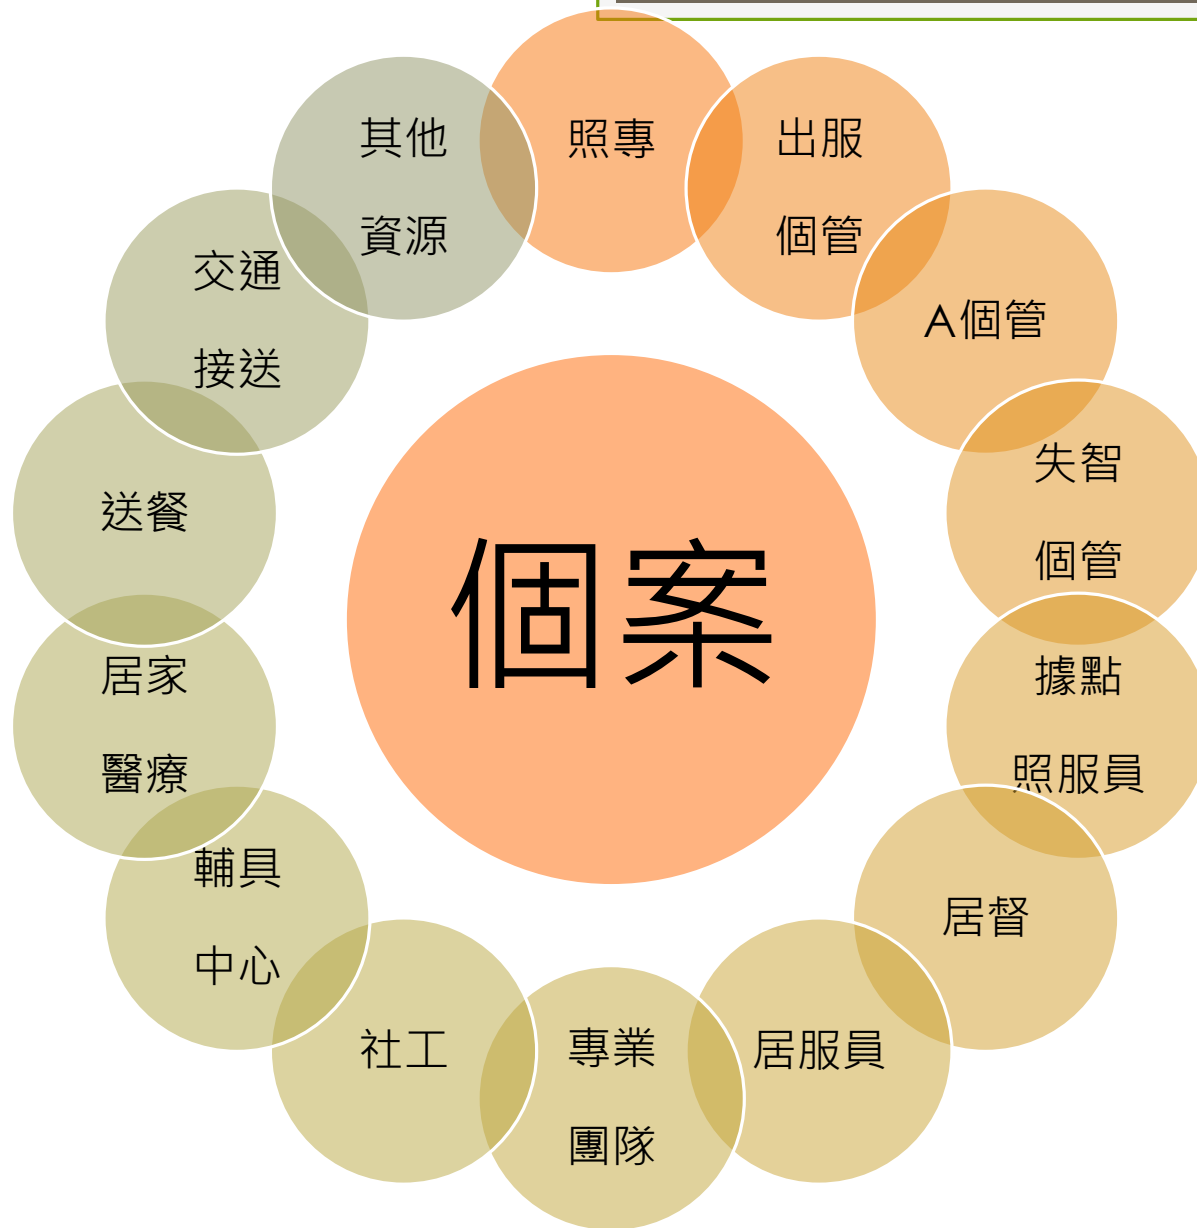 照專
出服
個管
A個管
失智
個管
據點
照服員
居督
居服員
專業
團隊
社工
輔具
中心
居家
醫療
送餐
交通
接送
其他
資源
個案